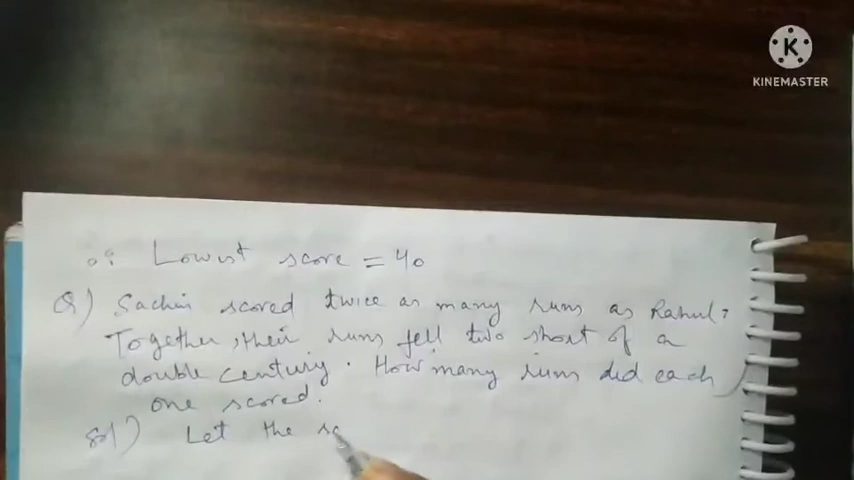 K
KINEMASTER
∴ Lowest score = 40
Q) Sachin scored twice as many runs as Rahul.
Together, their runs fell two short of a
double century. How many runs did each
one scored.
Sol) Let the sc